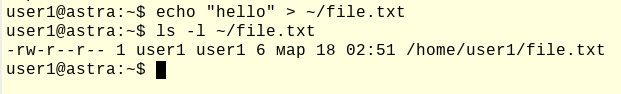 user1@astra:~$ echo "hello" > ~/file.txt
user1@astra:~$ ls -l ~/file.txt
-rw-r--r-- 1 user1 user1 6 мар 18 02:51 /home/user1/file.txt
user1@astra:~$